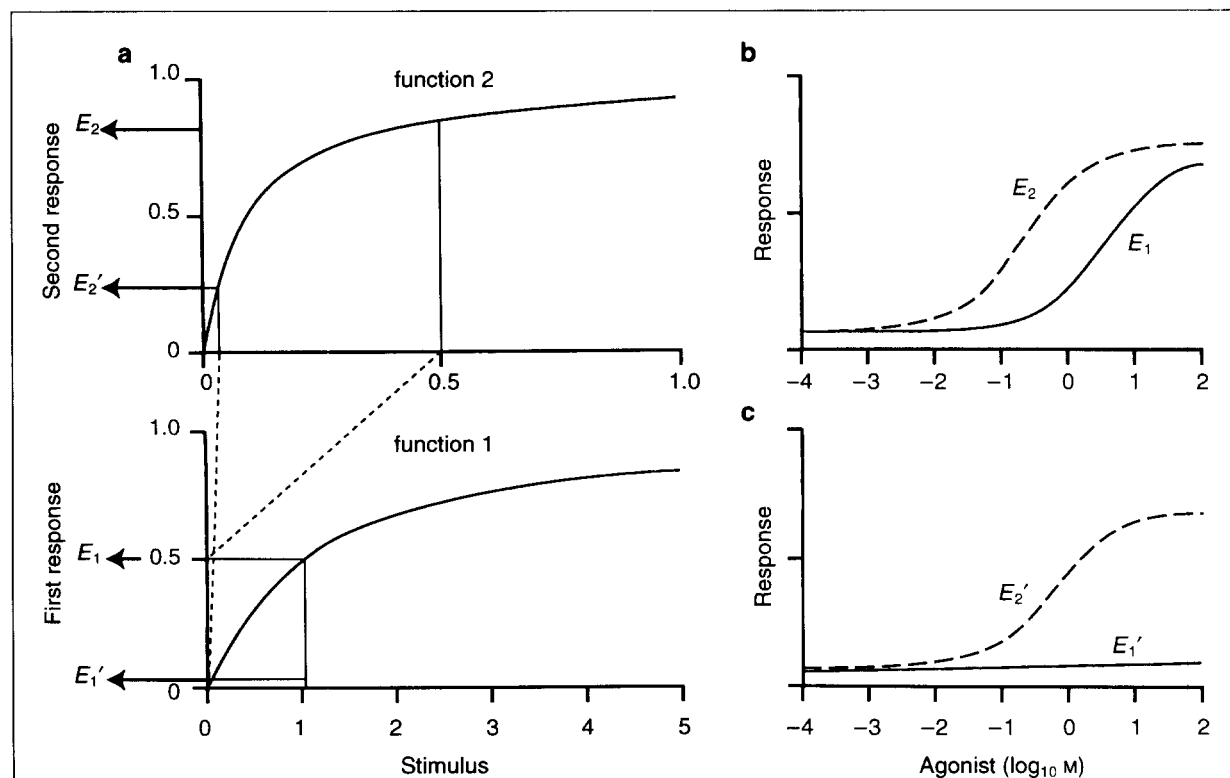 a
function 2
Second response
1.0
E₂
0.5
E₂′
0
0 0.5 1.0
function 1
First response
1.0
E₁
0.5
E₁′
0
0 1 2 3 4 5
Stimulus
b
Response
E₂
E₁
−4 −3 −2 −1 0 1 2
c
Response
E₂′
E₁′
−4 −3 −2 −1 0 1 2
Agonist (log₁₀ M)